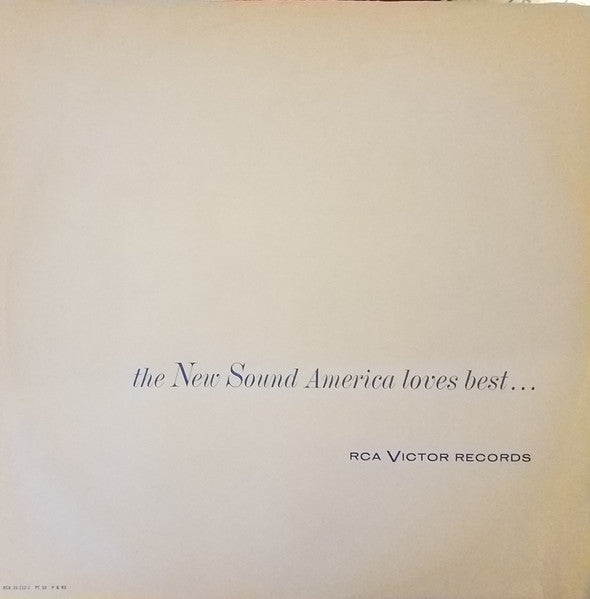 the New Sound America loves best...
RCA VICTOR RECORDS